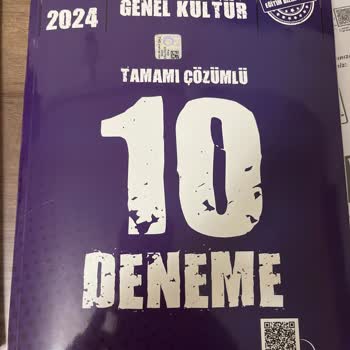 2024
GENEL KÜLTÜR
TAMAMI ÇÖZÜMLÜ
10
DENEME